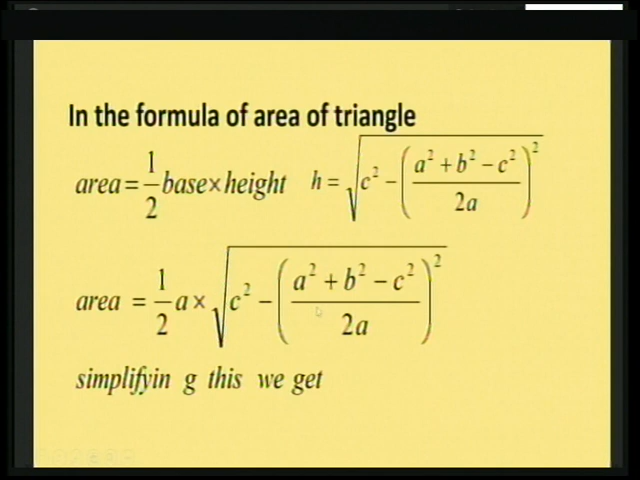 In the formula of area of triangle
area = 1/2 base × height   h = √(c² − ((a² + b² − c²)/2a)²)
area = 1/2 a × √(c² − ((a² + b² − c²)/2a)²)
simplifyin g this we get